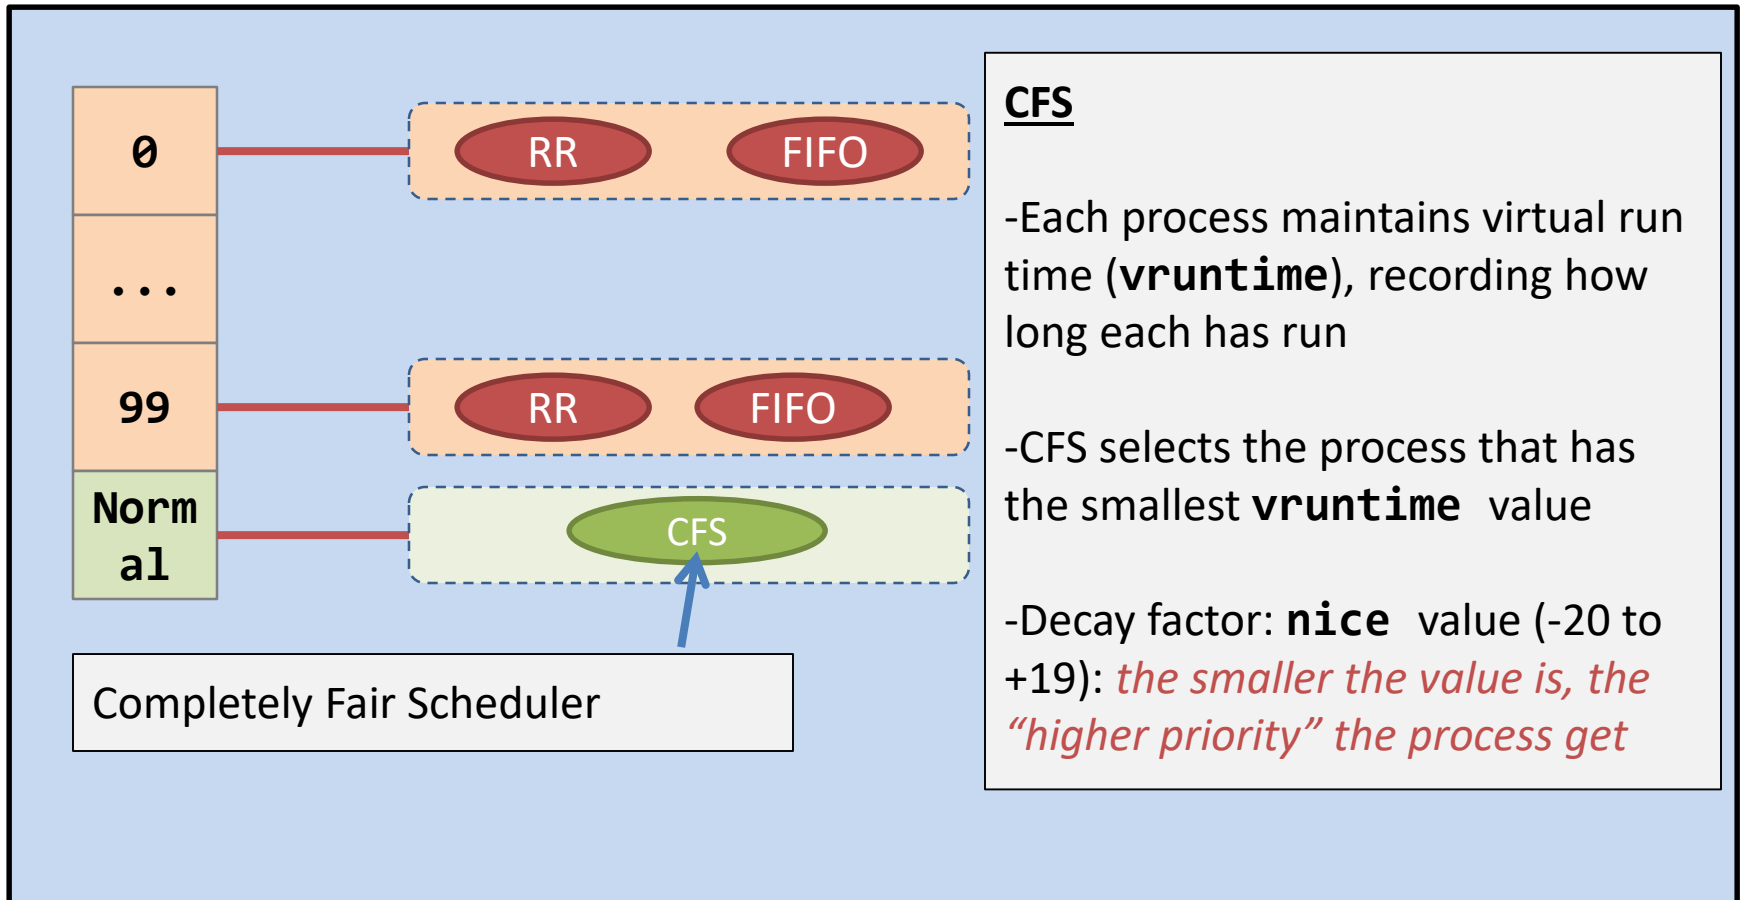 0
RR
FIFO
...
99
RR
FIFO
Norm
al
CFS
Completely Fair Scheduler
CFS
-Each process maintains virtual run
time (vruntime), recording how
long each has run
-CFS selects the process that has
the smallest vruntime value
-Decay factor: nice value (-20 to
+19): the smaller the value is, the
“higher priority” the process get